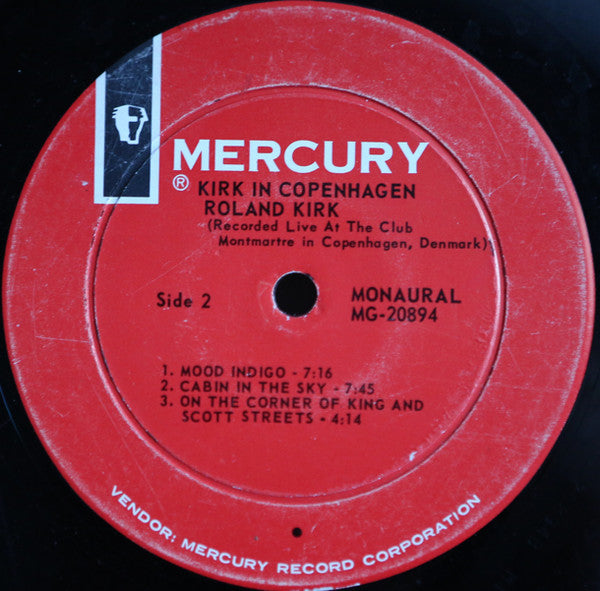 MERCURY
® KIRK IN COPENHAGEN
ROLAND KIRK
(Recorded Live At The Club
Montmartre in Copenhagen, Denmark)
Side 2
MONAURAL
MG-20894
1. MOOD INDIGO - 7:16
2. CABIN IN THE SKY - 7:45
3. ON THE CORNER OF KING AND
SCOTT STREETS - 4:14
VENDOR: MERCURY RECORD CORPORATION